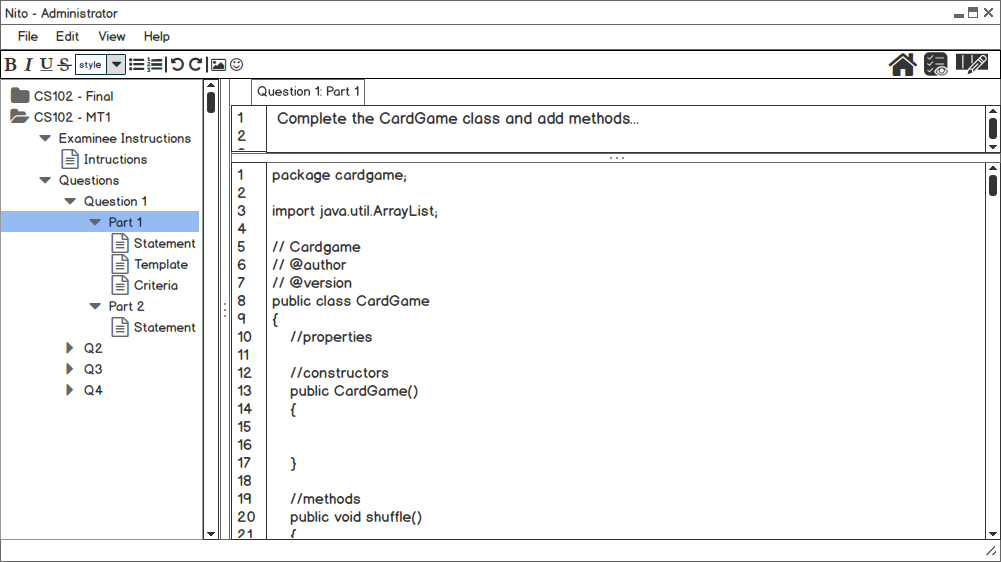 Nito - Administrator
File Edit View Help
B I U S style
CS102 - Final
CS102 - MT1
Examinee Instructions
Intructions
Questions
Question 1
Part 1
Statement
Template
Criteria
Part 2
Statement
Q2
Q3
Q4
Question 1: Part 1
1 Complete the CardGame class and add methods...
2
1 package cardgame;
2
3 import java.util.ArrayList;
4
5 // Cardgame
6 // @author
7 // @version
8 public class CardGame
9 {
10 //properties
11
12 //constructors
13 public CardGame()
14 {
15
16
17 }
18
19 //methods
20 public void shuffle()
21 {